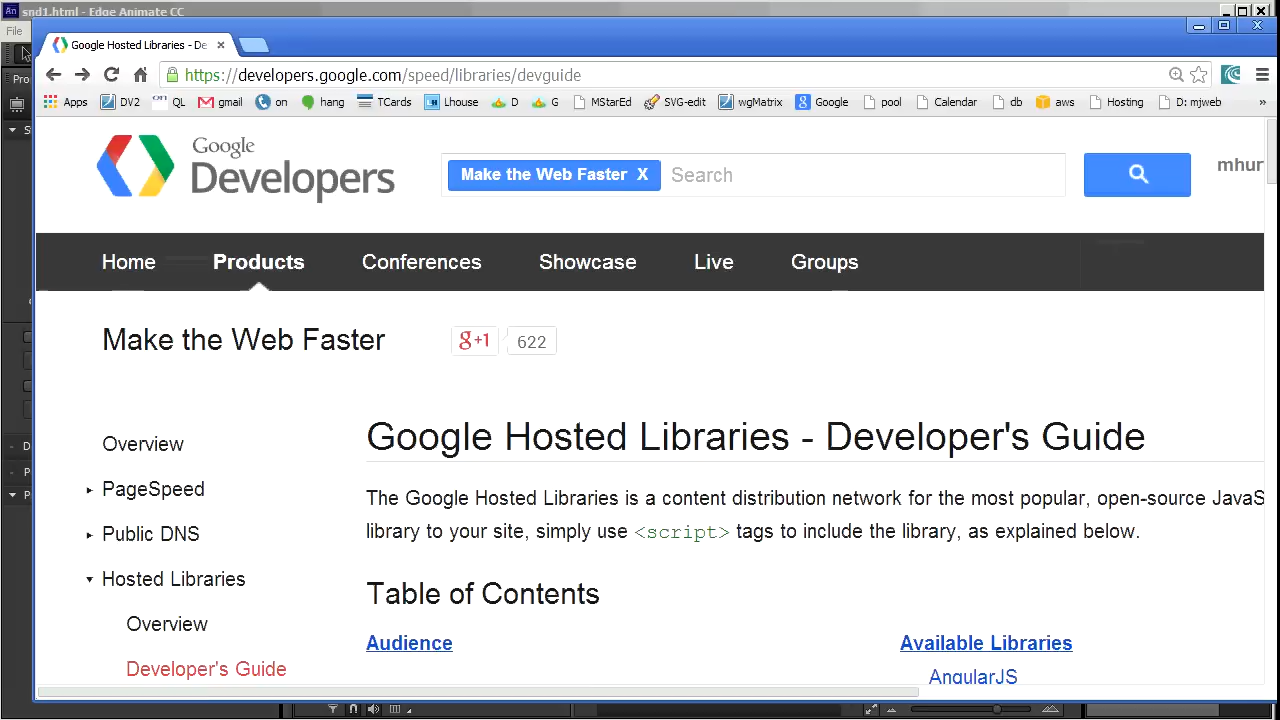 An snd1.html - Edge Animate CC
File
Google Hosted Libraries - De
https://developers.google.com/speed/libraries/devguide
Apps DV2 on QL gmail on hang TCards Lhouse D G MStarEd SVG-edit wgMatrix Google pool Calendar db aws Hosting D: mjweb »
Pro
Google
Developers
Make the Web Faster X Search
mhur
Home Products Conferences Showcase Live Groups
Make the Web Faster
g+1 622
Google Hosted Libraries - Developer's Guide
Overview
PageSpeed
The Google Hosted Libraries is a content distribution network for the most popular, open-source JavaS
library to your site, simply use <script> tags to include the library, as explained below.
Public DNS
Hosted Libraries
Table of Contents
Overview
Audience Available Libraries
Developer's Guide
AngularJS